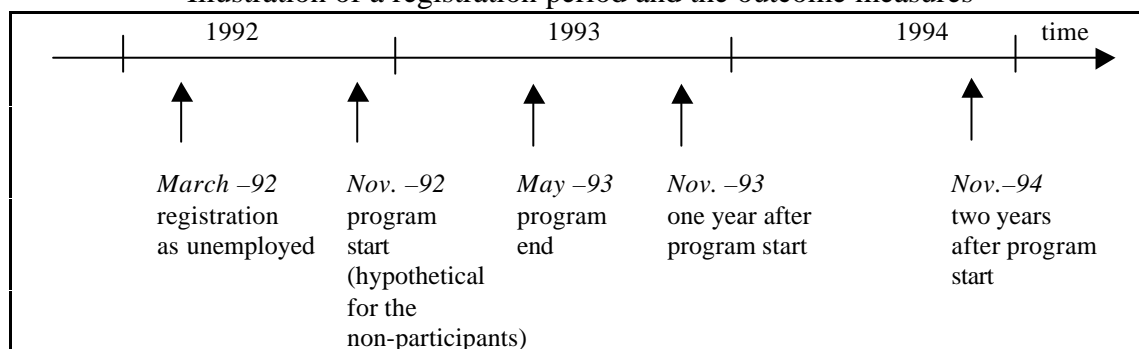 Illustration of a registration period and the outcome measures
1992 1993 1994 time
March –92
registration
as unemployed
Nov. –92
program
start
(hypothetical
for the
non-participants)
May –93
program
end
Nov. –93
one year after
program start
Nov.–94
two years
after program
start